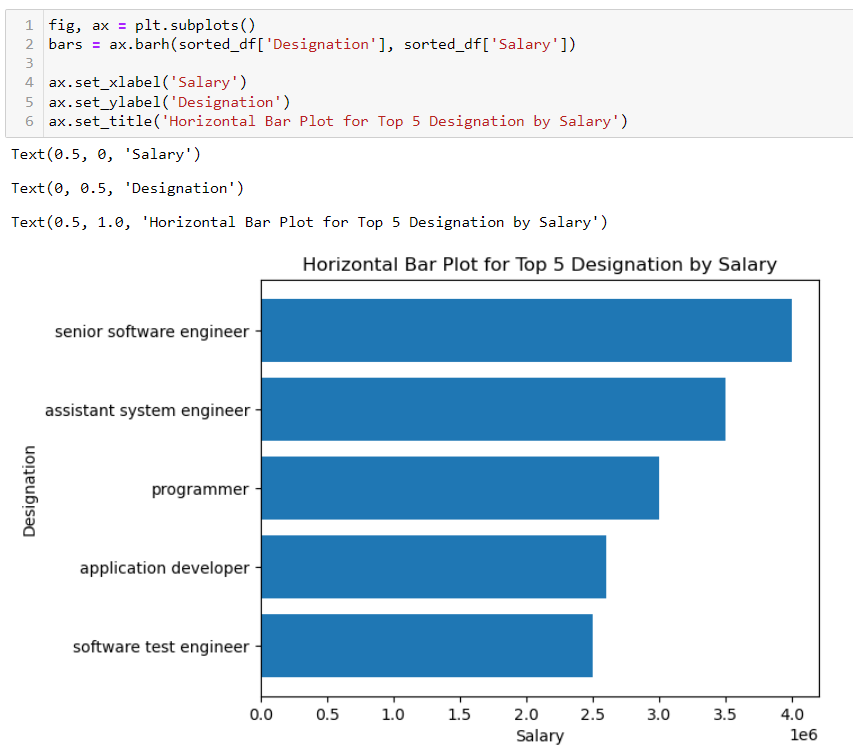 1 fig, ax = plt.subplots()
2 bars = ax.barh(sorted_df['Designation'], sorted_df['Salary'])
3
4 ax.set_xlabel('Salary')
5 ax.set_ylabel('Designation')
6 ax.set_title('Horizontal Bar Plot for Top 5 Designation by Salary')
Text(0.5, 0, 'Salary')
Text(0, 0.5, 'Designation')
Text(0.5, 1.0, 'Horizontal Bar Plot for Top 5 Designation by Salary')
Horizontal Bar Plot for Top 5 Designation by Salary
senior software engineer
assistant system engineer
programmer
application developer
software test engineer
Designation
0.0 0.5 1.0 1.5 2.0 2.5 3.0 3.5 4.0
1e6
Salary